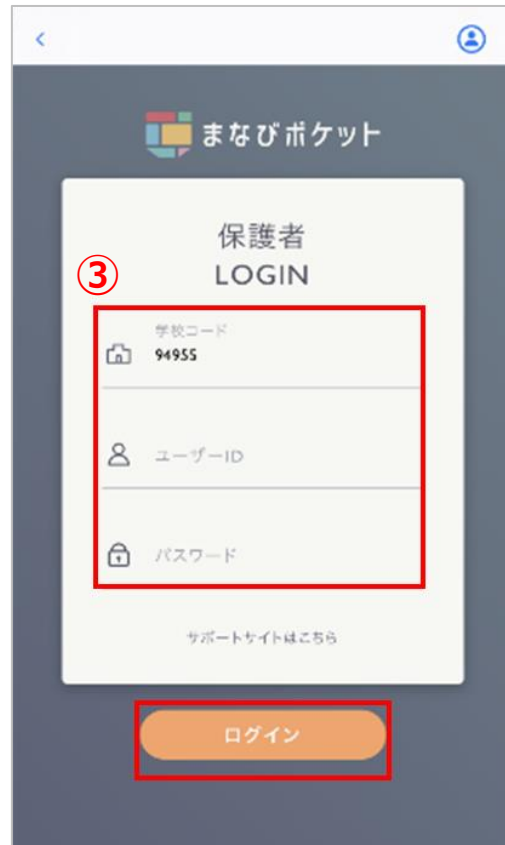 まなびポケット
保護者
LOGIN
③
学校コード
94955
ユーザーID
パスワード
サポートサイトはこちら
ログイン